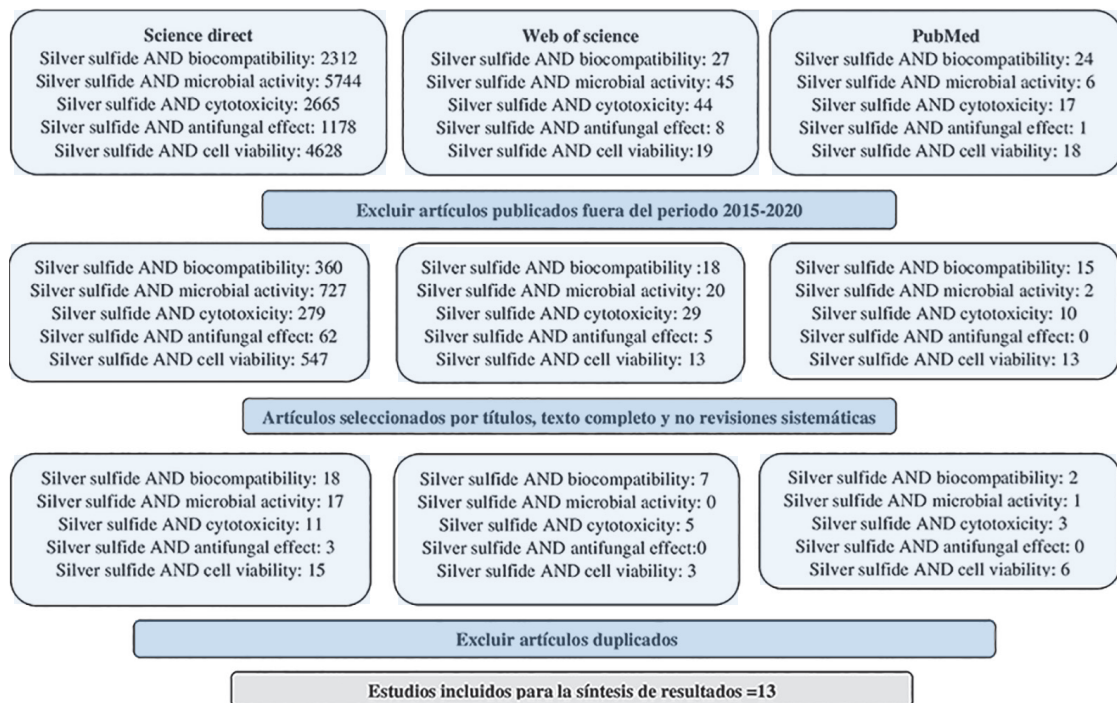 Science direct
Silver sulfide AND biocompatibility: 2312
Silver sulfide AND microbial activity: 5744
Silver sulfide AND cytotoxicity: 2665
Silver sulfide AND antifungal effect: 1178
Silver sulfide AND cell viability: 4628
Web of science
Silver sulfide AND biocompatibility: 27
Silver sulfide AND microbial activity: 45
Silver sulfide AND cytotoxicity: 44
Silver sulfide AND antifungal effect: 8
Silver sulfide AND cell viability:19
PubMed
Silver sulfide AND biocompatibility: 24
Silver sulfide AND microbial activity: 6
Silver sulfide AND cytotoxicity: 17
Silver sulfide AND antifungal effect: 1
Silver sulfide AND cell viability: 18
Excluir artículos publicados fuera del periodo 2015-2020
Silver sulfide AND biocompatibility: 360
Silver sulfide AND microbial activity: 727
Silver sulfide AND cytotoxicity: 279
Silver sulfide AND antifungal effect: 62
Silver sulfide AND cell viability: 547
Silver sulfide AND biocompatibility :18
Silver sulfide AND microbial activity: 20
Silver sulfide AND cytotoxicity: 29
Silver sulfide AND antifungal effect: 5
Silver sulfide AND cell viability: 13
Silver sulfide AND biocompatibility: 15
Silver sulfide AND microbial activity: 2
Silver sulfide AND cytotoxicity: 10
Silver sulfide AND antifungal effect: 0
Silver sulfide AND cell viability: 13
Artículos seleccionados por títulos, texto completo y no revisiones sistemáticas
Silver sulfide AND biocompatibility: 18
Silver sulfide AND microbial activity: 17
Silver sulfide AND cytotoxicity: 11
Silver sulfide AND antifungal effect: 3
Silver sulfide AND cell viability: 15
Silver sulfide AND biocompatibility: 7
Silver sulfide AND microbial activity: 0
Silver sulfide AND cytotoxicity: 5
Silver sulfide AND antifungal effect:0
Silver sulfide AND cell viability: 3
Silver sulfide AND biocompatibility: 2
Silver sulfide AND microbial activity: 1
Silver sulfide AND cytotoxicity: 3
Silver sulfide AND antifungal effect: 0
Silver sulfide AND cell viability: 6
Excluir artículos duplicados
Estudios incluidos para la síntesis de resultados =13